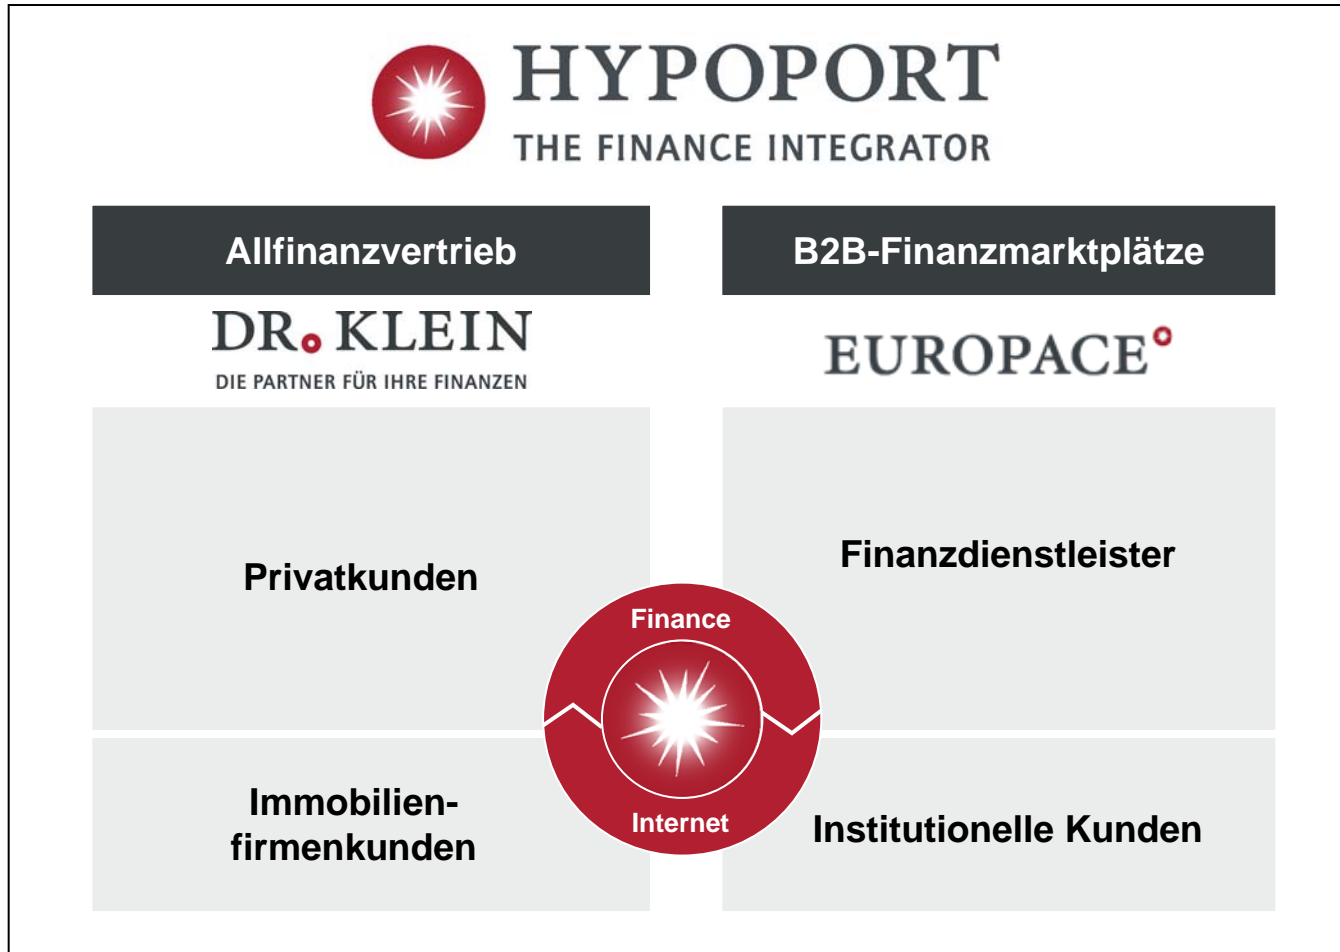 HYPOPORT
THE FINANCE INTEGRATOR
Allfinanzvertrieb
DR. KLEIN
DIE PARTNER FÜR IHRE FINANZEN
Privatkunden
Immobilien-
firmenkunden
B2B-Finanzmarktplätze
EUROPACE
Finanzdienstleister
Institutionelle Kunden
Finance
Internet